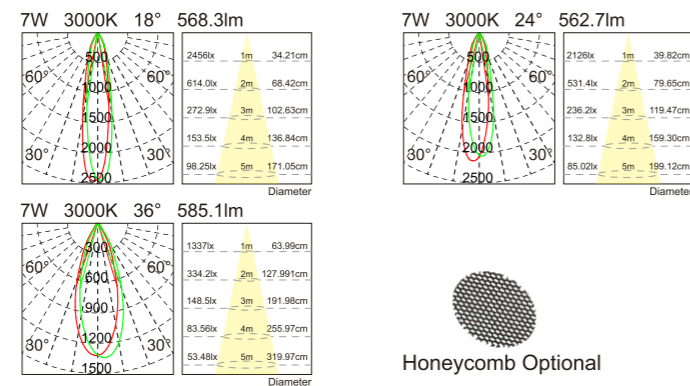 7W 3000K 18° 568.3lm
500
1000
1500
2000
2500
60° 60°
30° 30°
2456lx 1m 34.21cm
614.0lx 2m 68.42cm
272.9lx 3m 102.63cm
153.5lx 4m 136.84cm
98.25lx 5m 171.05cm
Diameter
7W 3000K 24° 562.7lm
500
1000
1500
2000
2500
60° 60°
30° 30°
2126lx 1m 39.82cm
531.4lx 2m 79.65cm
236.2lx 3m 119.47cm
132.8lx 4m 159.30cm
85.02lx 5m 199.12cm
Diameter
7W 3000K 36° 585.1lm
300
600
900
1200
1500
60° 60°
30° 30°
1337lx 1m 63.99cm
334.2lx 2m 127.991cm
148.5lx 3m 191.98cm
83.56lx 4m 255.97cm
53.48lx 5m 319.97cm
Diameter
Honeycomb Optional